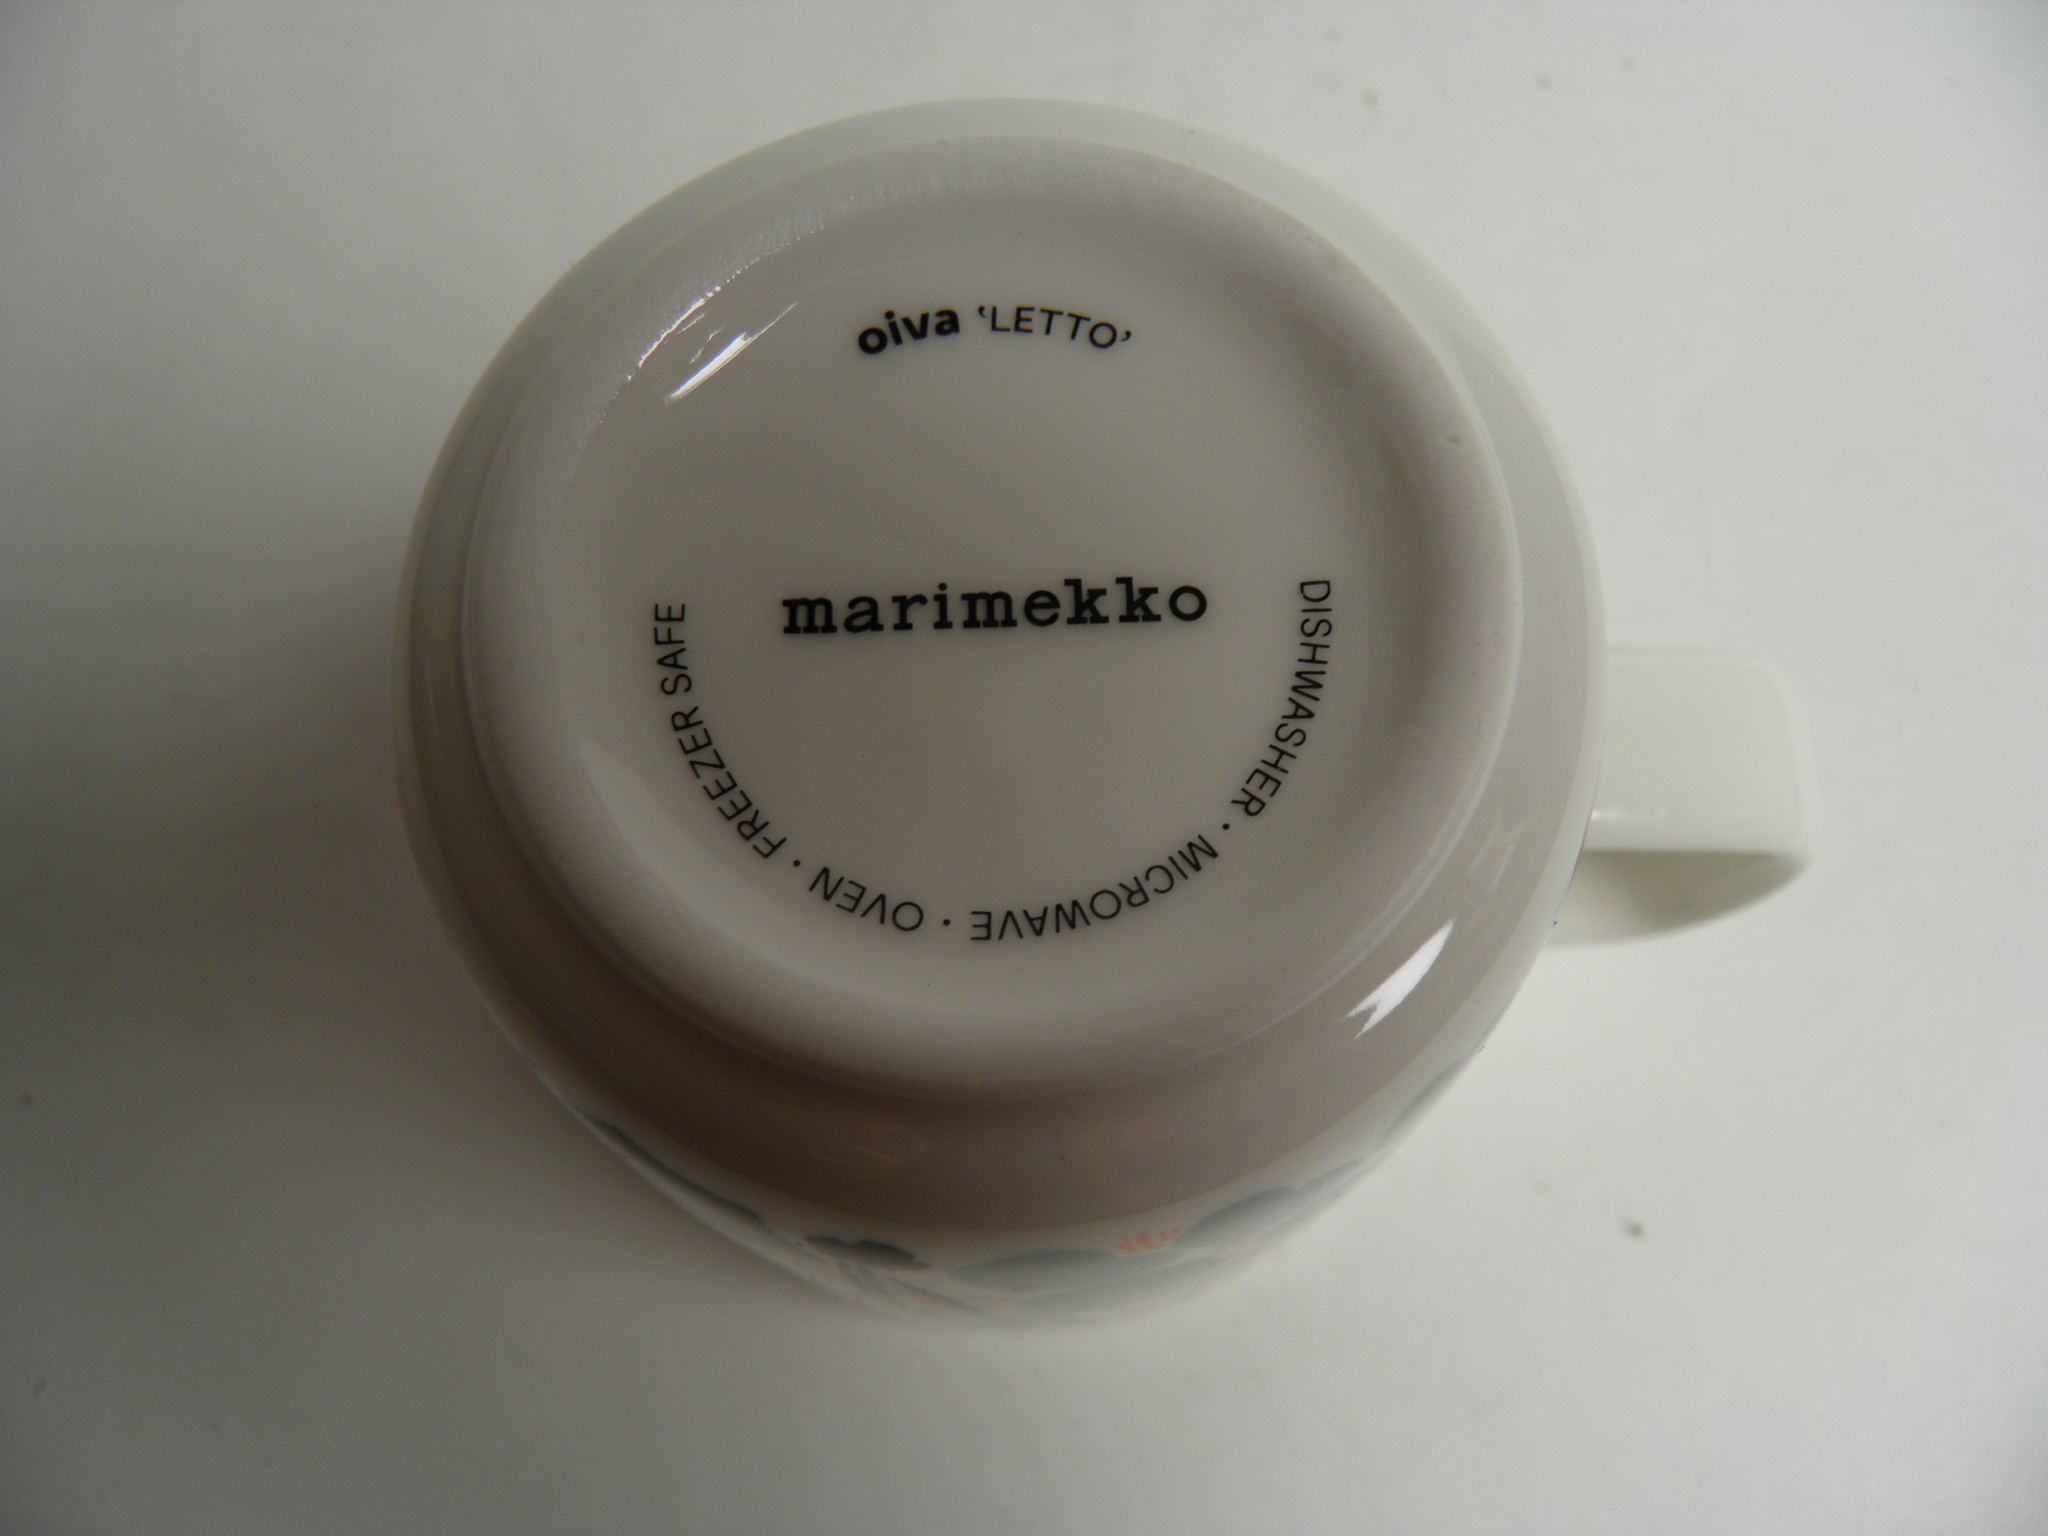 oiva ‘LETTO’
marimekko
DISHWASHER · MICROWAVE · OVEN · FREEZER SAFE